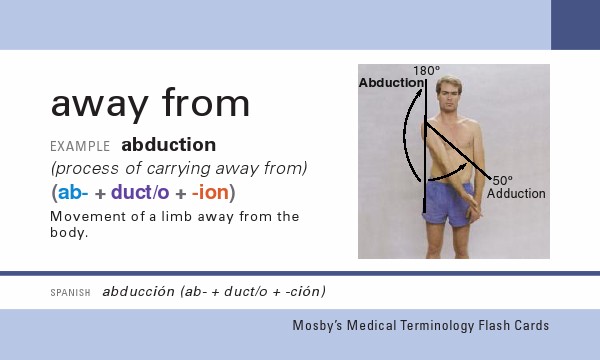 away from
EXAMPLE abduction
(process of carrying away from)
(ab- + duct/o + -ion)
Movement of a limb away from the
body.
180°
Abduction
50°
Adduction
SPANISH abducción (ab- + duct/o + -ción)
Mosby's Medical Terminology Flash Cards